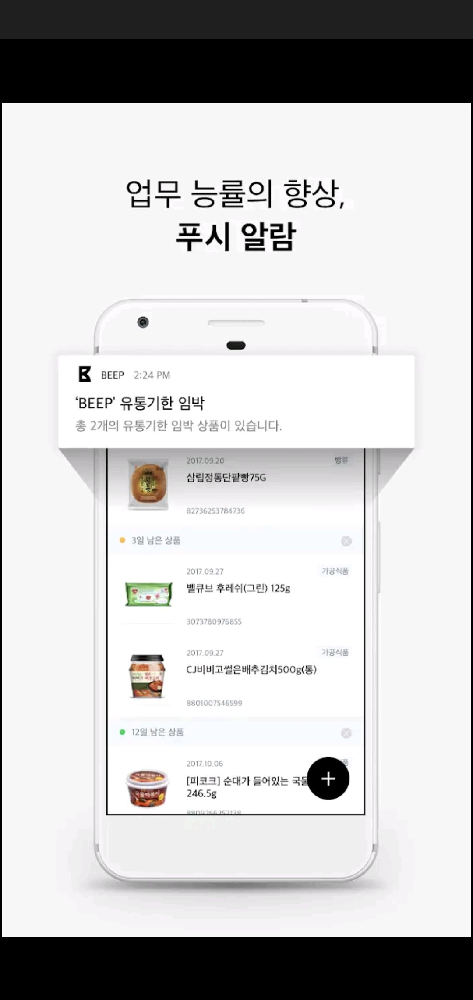 업무 능률의 향상,
푸시 알람
BEEP 2:24 PM
‘BEEP’ 유통기한 임박
총 2개의 유통기한 임박 상품이 있습니다.
2017.09.20 빵류
삼립정통단팥빵75G
82736253784736
3일 남은 상품
2017.09.27 가공식품
벨큐브 후레쉬(그린) 125g
3073780976855
2017.09.27 가공식품
CJ비비고썰은배추김치500g(통)
8801007546599
12일 남은 상품
2017.10.06
[피코크] 순대가 들어있는 국물
246.5g
국물떡볶이
8809266252138